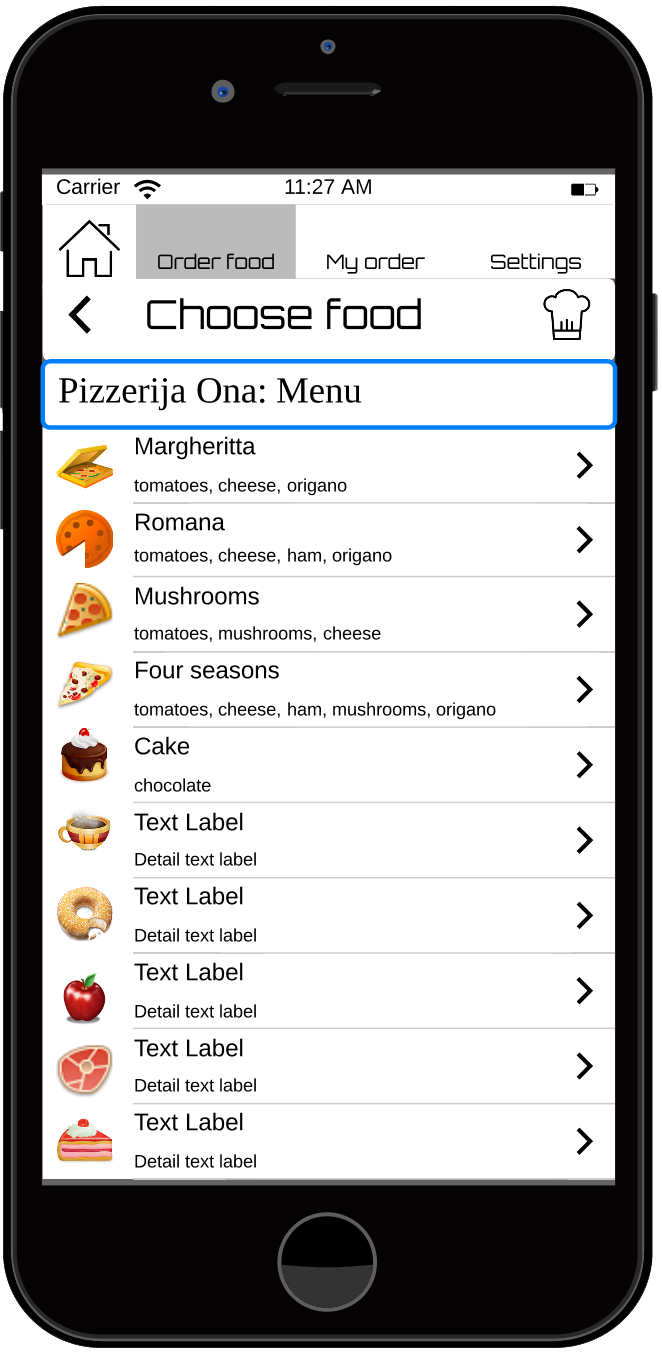 Carrier 11:27 AM
Order food My order Settings
Choose food
Pizzerija Ona: Menu
Margheritta
tomatoes, cheese, origano
Romana
tomatoes, cheese, ham, origano
Mushrooms
tomatoes, mushrooms, cheese
Four seasons
tomatoes, cheese, ham, mushrooms, origano
Cake
chocolate
Text Label
Detail text label
Text Label
Detail text label
Text Label
Detail text label
Text Label
Detail text label
Text Label
Detail text label